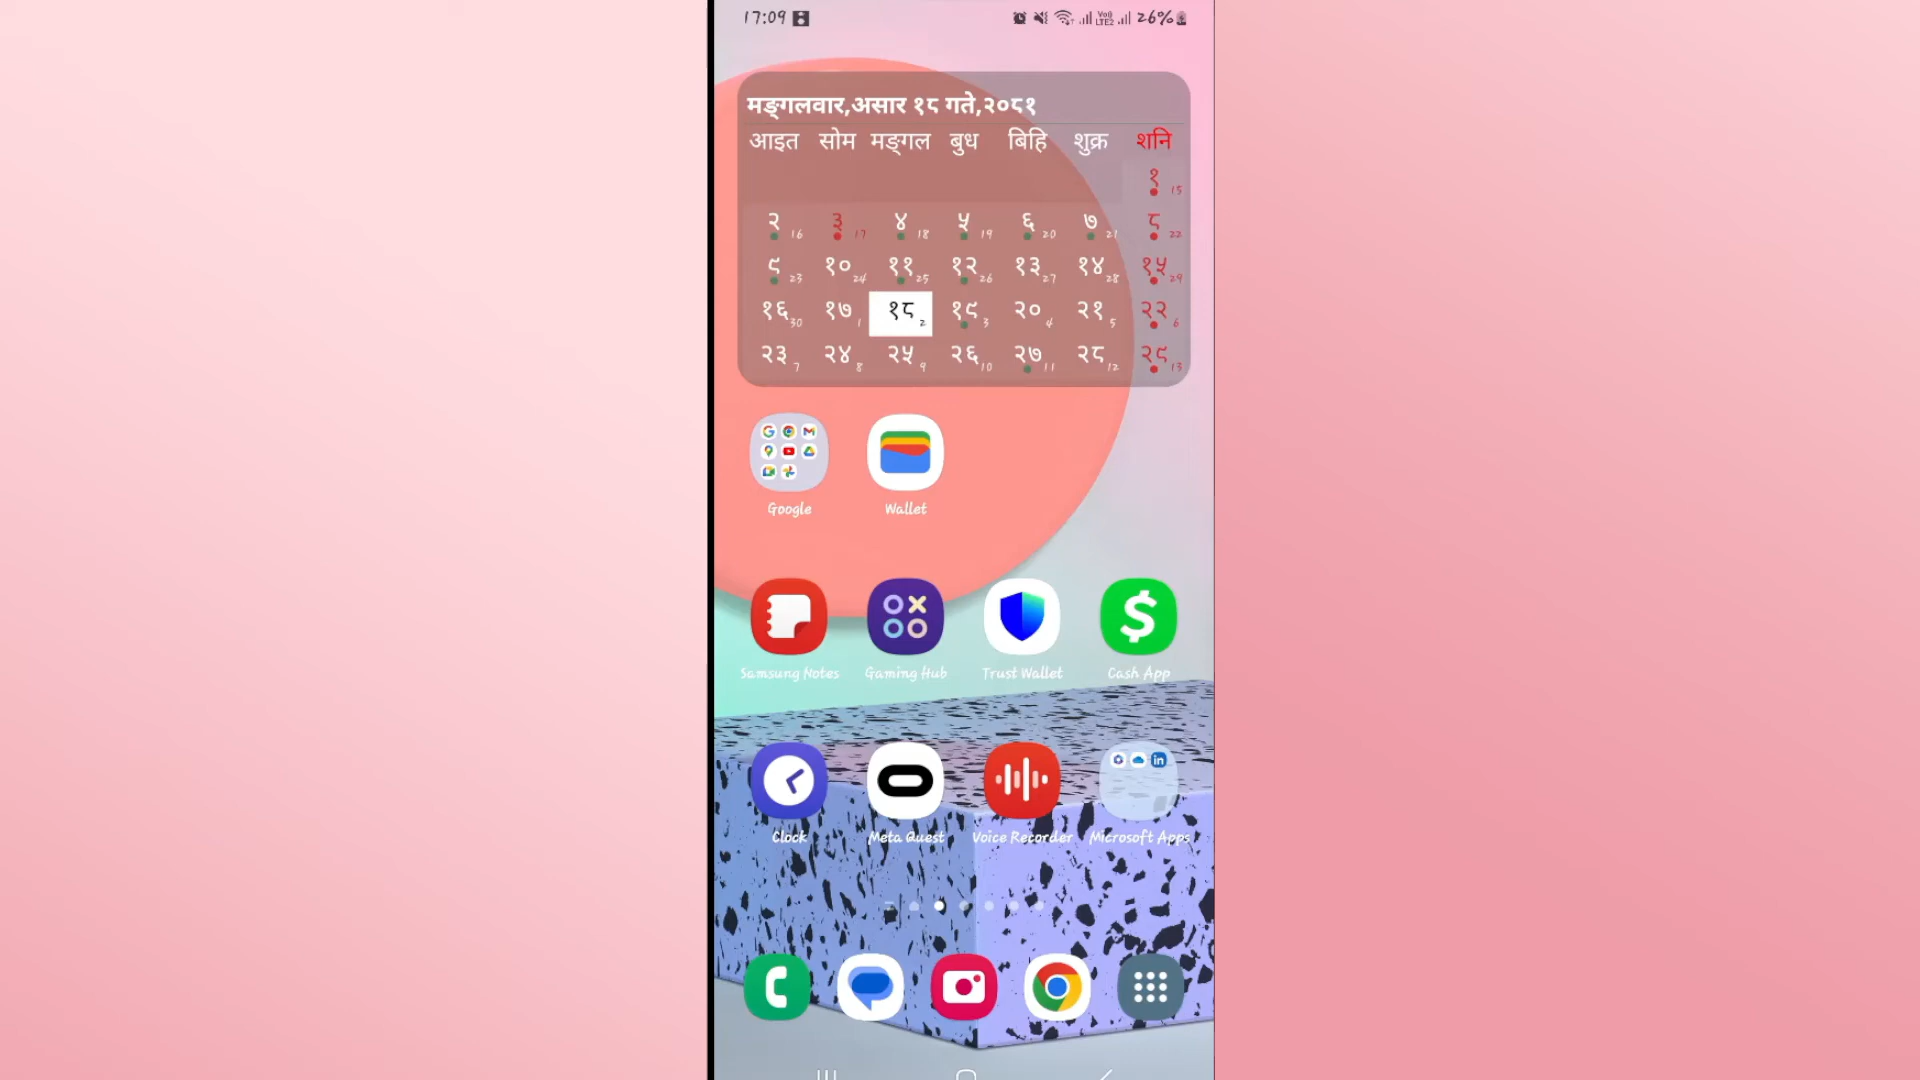 17:09 26%
मङ्गलवार,असार १८ गते,२०८१
आइत सोम मङ्गल बुध बिहि शुक्र शनि
१ 15
२ 16 ३ 17 ४ 18 ५ 19 ६ 20 ७ 21 ८ 22
९ 23 १० 24 ११ 25 १२ 26 १३ 27 १४ 28 १५ 29
१६ 30 १७ 1 १८ 2 १९ 3 २० 4 २१ 5 २२ 6
२३ 7 २४ 8 २५ 9 २६ 10 २७ 11 २८ 12 २९ 13
Google Wallet
Samsung Notes Gaming Hub Trust Wallet Cash App
Clock Meta Quest Voice Recorder Microsoft Apps